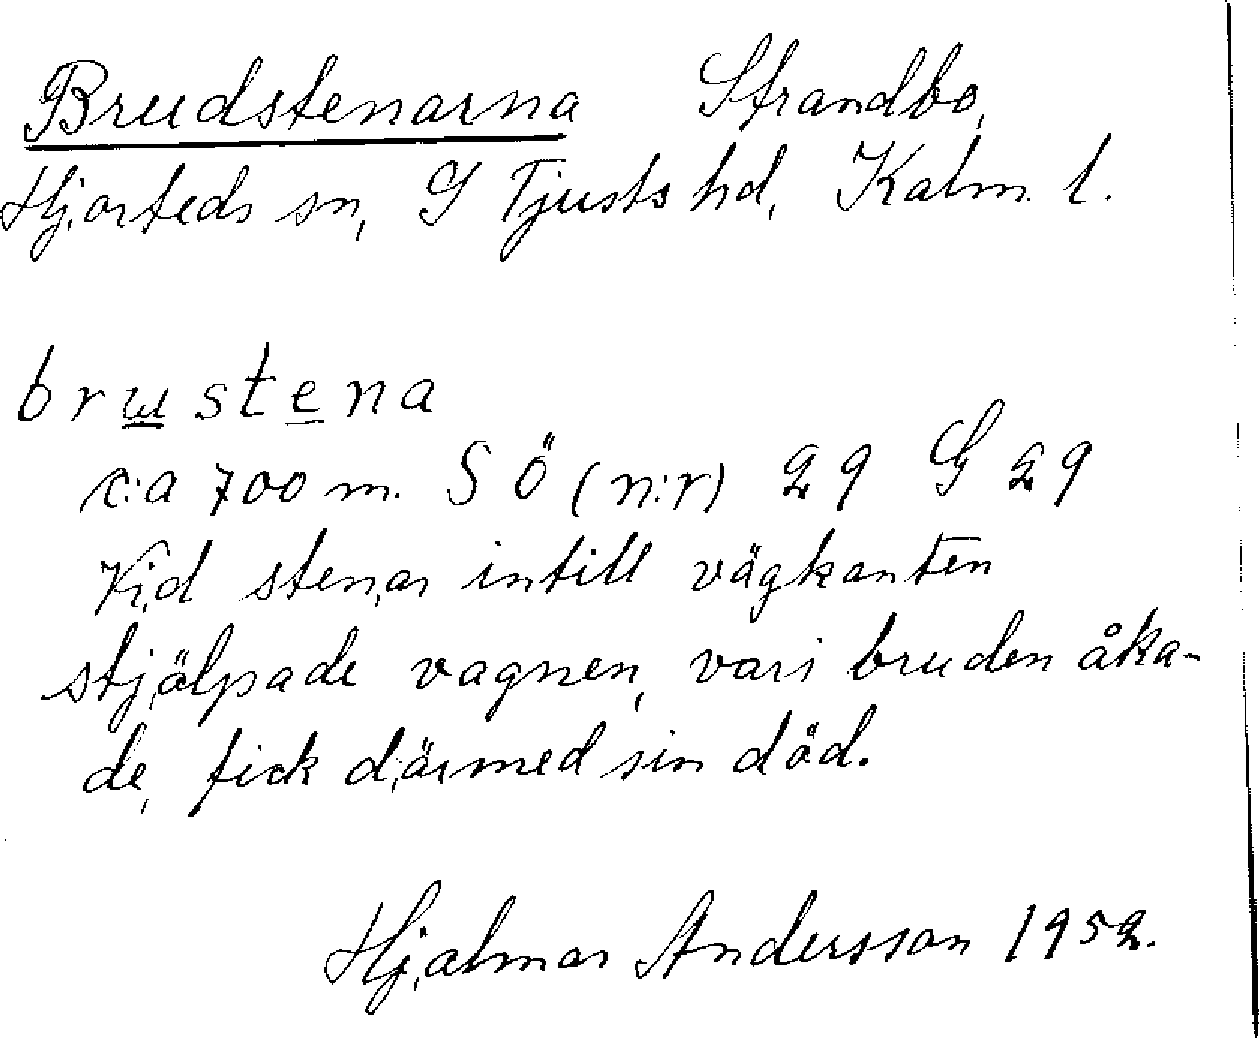 Brudstenarna Strandbo,
Hjorteds sn, S Tjusts hd, Kalm. l.
brustena
c:a 700 m. S Ö (n:r) 29 G 29
Vid stenar intill vägkanten
stjälpade vagnen, vari bruden åka-
de, fick därmed sin död.
Hjalmar Andersson 1952.